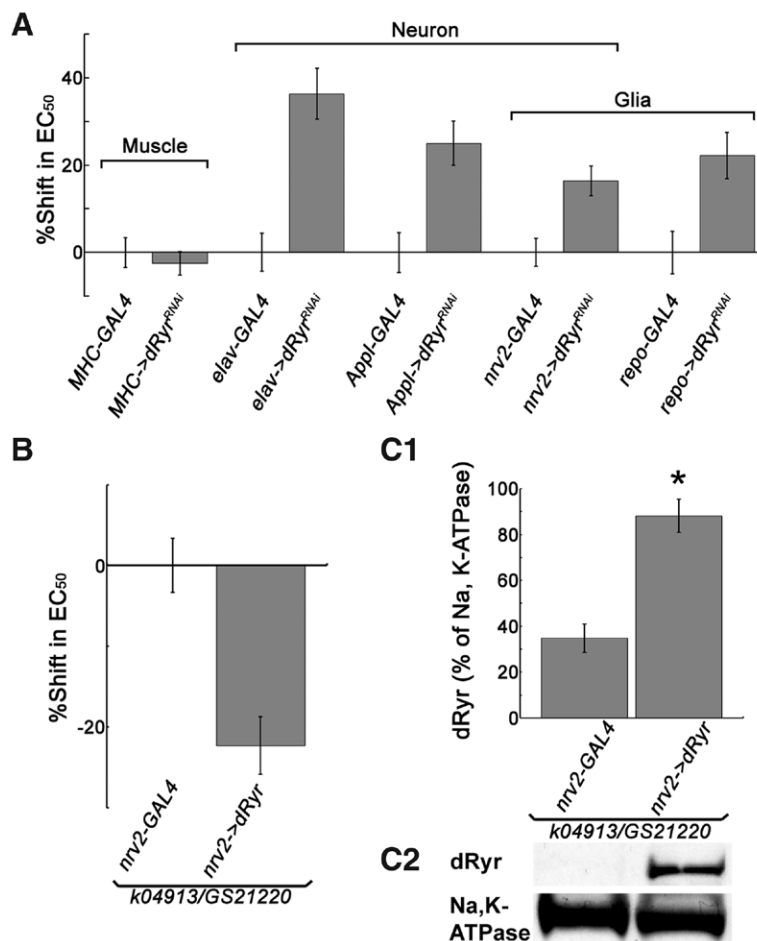 A
Neuron
Glia
Muscle
%Shift in EC50
40
20
0
MHC-GAL4
MHC->dRyrRNAi
elav-GAL4
elav->dRyrRNAi
Appl-GAL4
Appl->dRyrRNAi
nrv2-GAL4
nrv2->dRyrRNAi
repo-GAL4
repo->dRyrRNAi
B
%Shift in EC50
0
-20
nrv2-GAL4
nrv2->dRyr
k04913/GS21220
C1
*
dRyr (% of Na, K-ATPase)
100
80
60
40
20
0
nrv2-GAL4
nrv2->dRyr
k04913/GS21220
C2
dRyr
Na,K-
ATPase